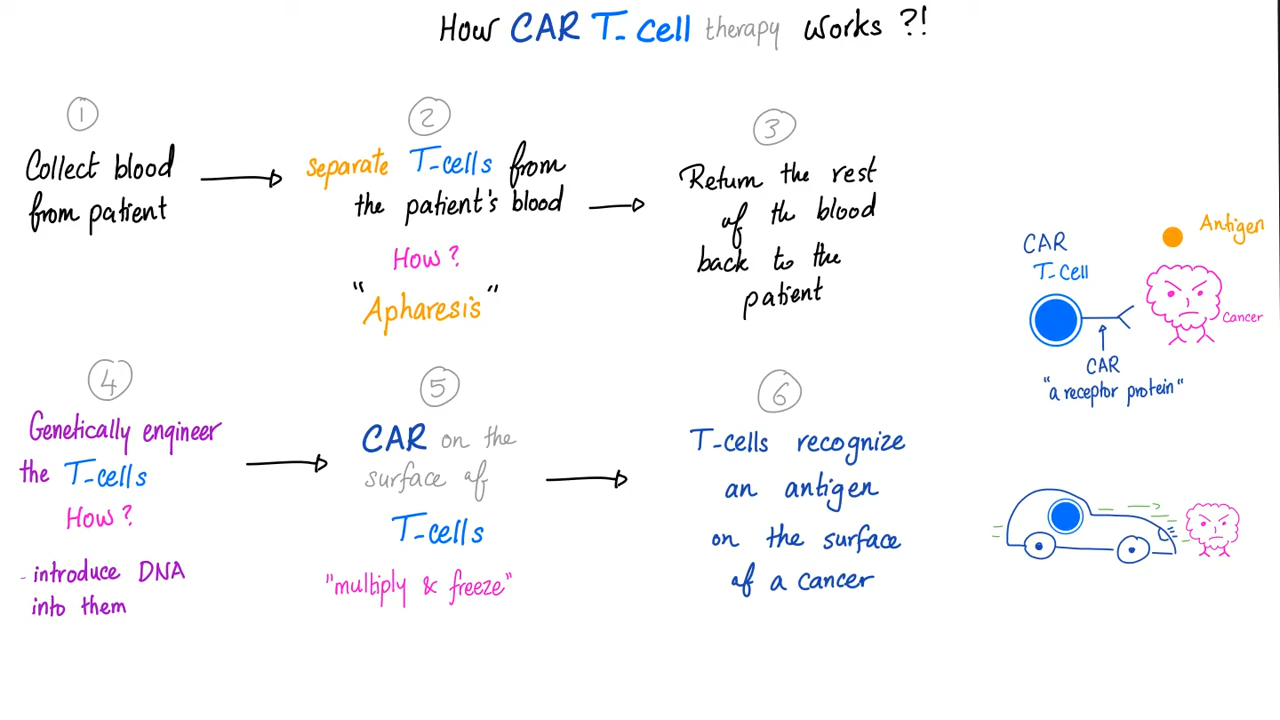 How CAR T-cell therapy works ?!
1
Collect blood
from patient
2
separate T-cells from
the patient's blood
How?
"Apharesis"
3
Return the rest
of th blood
back to the
patient
4
Genetically engineer
the T-cells
How?
- introduce DNA
into them
5
CAR on the
surface of
T-cells
"multiply & freeze"
6
T-cells recognize
an antigen
on the surface
of a cancer
Antigen
CAR
T-Cell
Cancer
CAR
"a receptor protein"